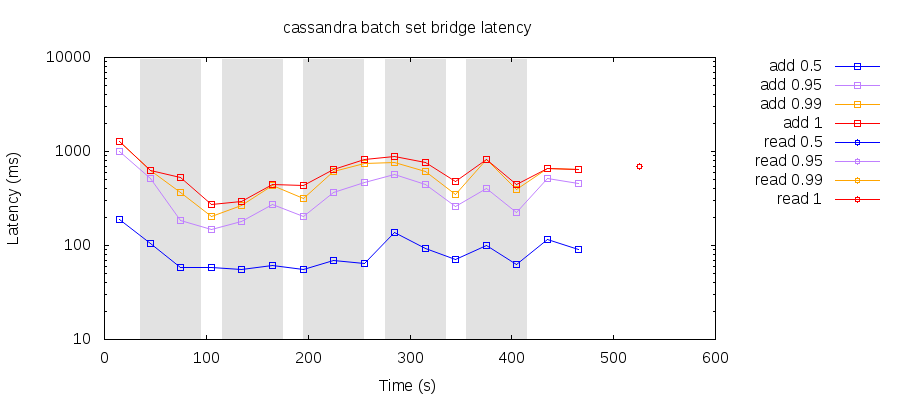 cassandra batch set bridge latency
Latency (ms)
10000
1000
100
10
0 100 200 300 400 500 600
Time (s)
add 0.5
add 0.95
add 0.99
add 1
read 0.5
read 0.95
read 0.99
read 1